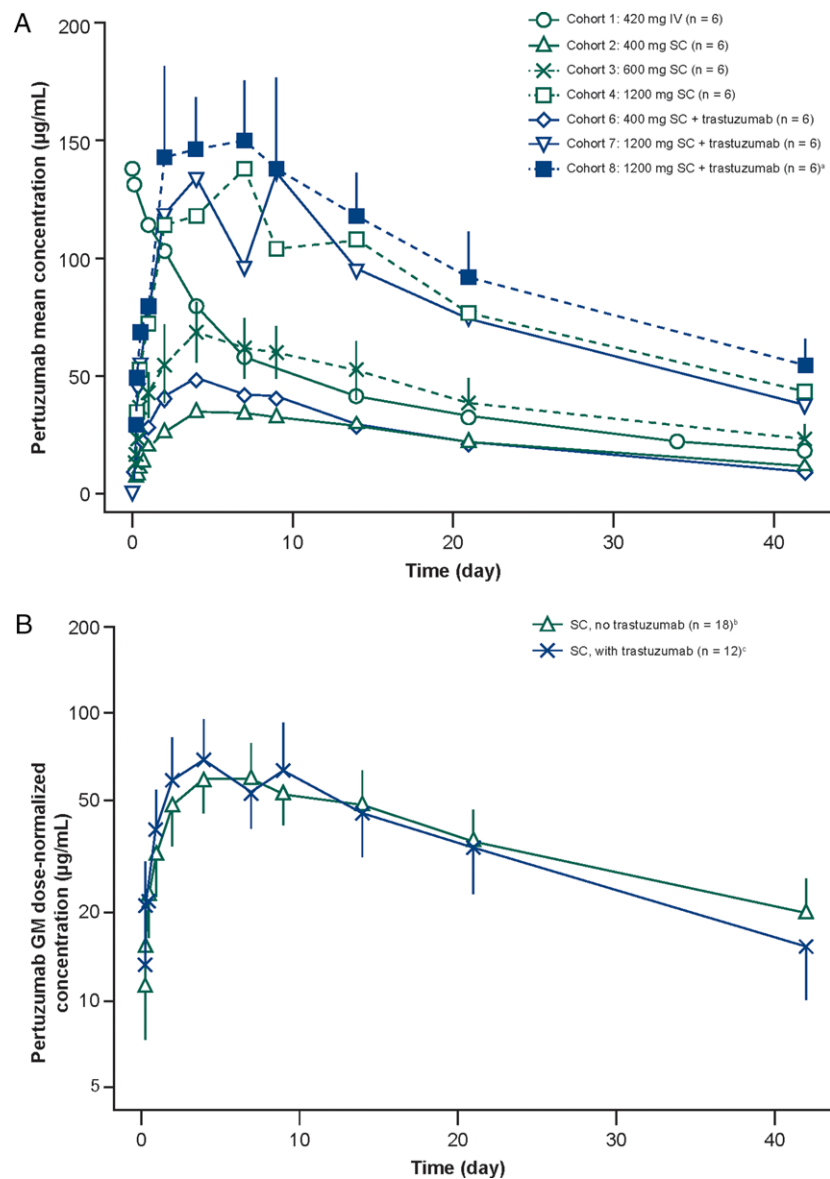 A
Cohort 1: 420 mg IV (n = 6)
Cohort 2: 400 mg SC (n = 6)
Cohort 3: 600 mg SC (n = 6)
Cohort 4: 1200 mg SC (n = 6)
Cohort 6: 400 mg SC + trastuzumab (n = 6)
Cohort 7: 1200 mg SC + trastuzumab (n = 6)
Cohort 8: 1200 mg SC + trastuzumab (n = 6)ᵃ
Pertuzumab mean concentration (µg/mL)
200
150
100
50
0
0
10
20
30
40
Time (day)
B
SC, no trastuzumab (n = 18)ᵇ
SC, with trastuzumab (n = 12)ᶜ
Pertuzumab GM dose-normalized
concentration (µg/mL)
200
100
50
20
10
5
0
10
20
30
40
Time (day)